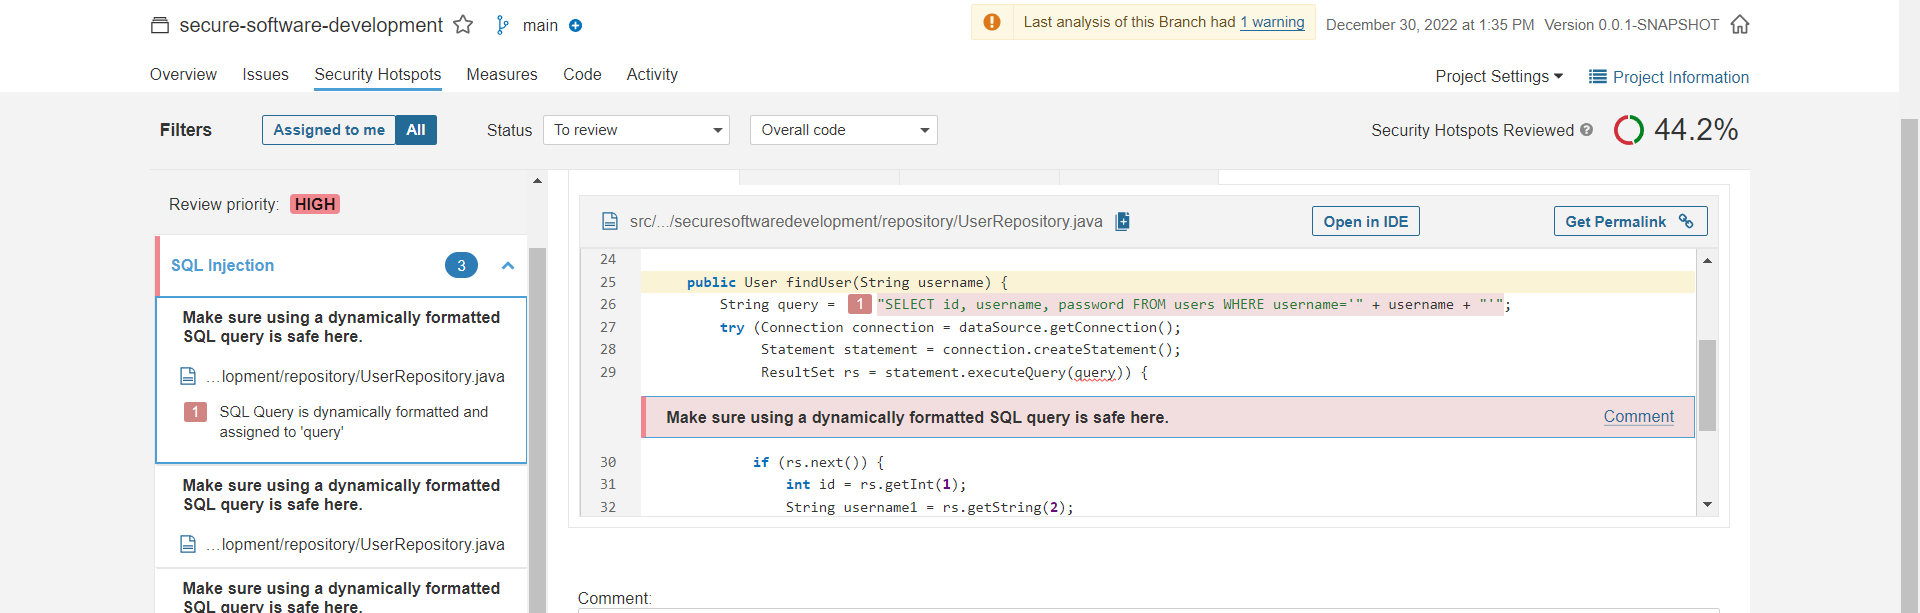 secure-software-development main
Last analysis of this Branch had 1 warning December 30, 2022 at 1:35 PM Version 0.0.1-SNAPSHOT
Overview Issues Security Hotspots Measures Code Activity
Project Settings Project Information
Filters Assigned to me All Status To review Overall code Security Hotspots Reviewed ? 44.2%
Review priority: HIGH
SQL Injection 3
Make sure using a dynamically formatted
SQL query is safe here.
...lopment/repository/UserRepository.java
1 SQL Query is dynamically formatted and
assigned to 'query'
Make sure using a dynamically formatted
SQL query is safe here.
...lopment/repository/UserRepository.java
Make sure using a dynamically formatted
SQL query is safe here.
src/.../securesoftwaredevelopment/repository/UserRepository.java Open in IDE Get Permalink
24
25 public User findUser(String username) {
26 String query = 1 "SELECT id, username, password FROM users WHERE username='" + username + "'";
27 try (Connection connection = dataSource.getConnection();
28 Statement statement = connection.createStatement();
29 ResultSet rs = statement.executeQuery(query)) {
Make sure using a dynamically formatted SQL query is safe here. Comment
30 if (rs.next()) {
31 int id = rs.getInt(1);
32 String username1 = rs.getString(2);
Comment: